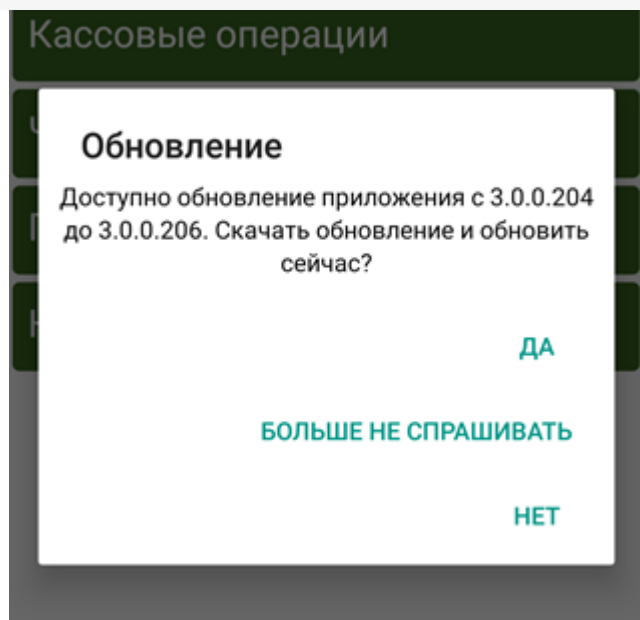 Кассовые операции
Обновление
Доступно обновление приложения с 3.0.0.204
до 3.0.0.206. Скачать обновление и обновить
сейчас?
ДА
БОЛЬШЕ НЕ СПРАШИВАТЬ
НЕТ